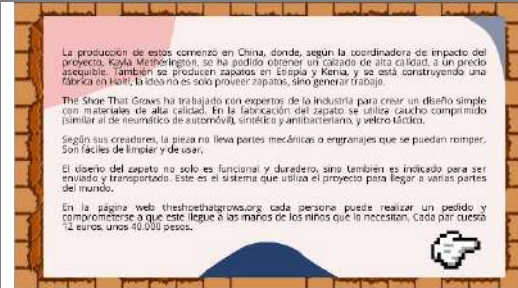 La producción de estos comenzó en China, donde, según la coordinadora de impacto del
proyecto, Kayla Metherington, se ha podido obtener un calzado de alta calidad, a un precio
asequible. También se producen zapatos en Etiopía y Kenia, y se está construyendo una
fábrica en Haití, la idea no es solo proveer zapatos, sino generar trabajo.
The Shoe That Grows ha trabajado con expertos de la industria para crear un diseño simple
con materiales de alta calidad. En la fabricación del zapato se utiliza caucho comprimido
(similar al de neumático de automóvil), sintético y antibacteriano, y velcro táctico.
Según sus creadores, la pieza no lleva partes mecánicas o engranajes que se puedan romper.
Son fáciles de limpiar y de usar.
El diseño del zapato no solo es funcional y duradero, sino también es indicado para ser
enviado y transportado. Este es el sistema que utiliza el proyecto para llegar a varias partes
del mundo.
En la página web theshoethatgrows.org cada persona puede realizar un pedido y
comprometerse a que este llegue a las manos de los niños que lo necesitan. Cada par cuesta
12 euros, unos 40.000 pesos.